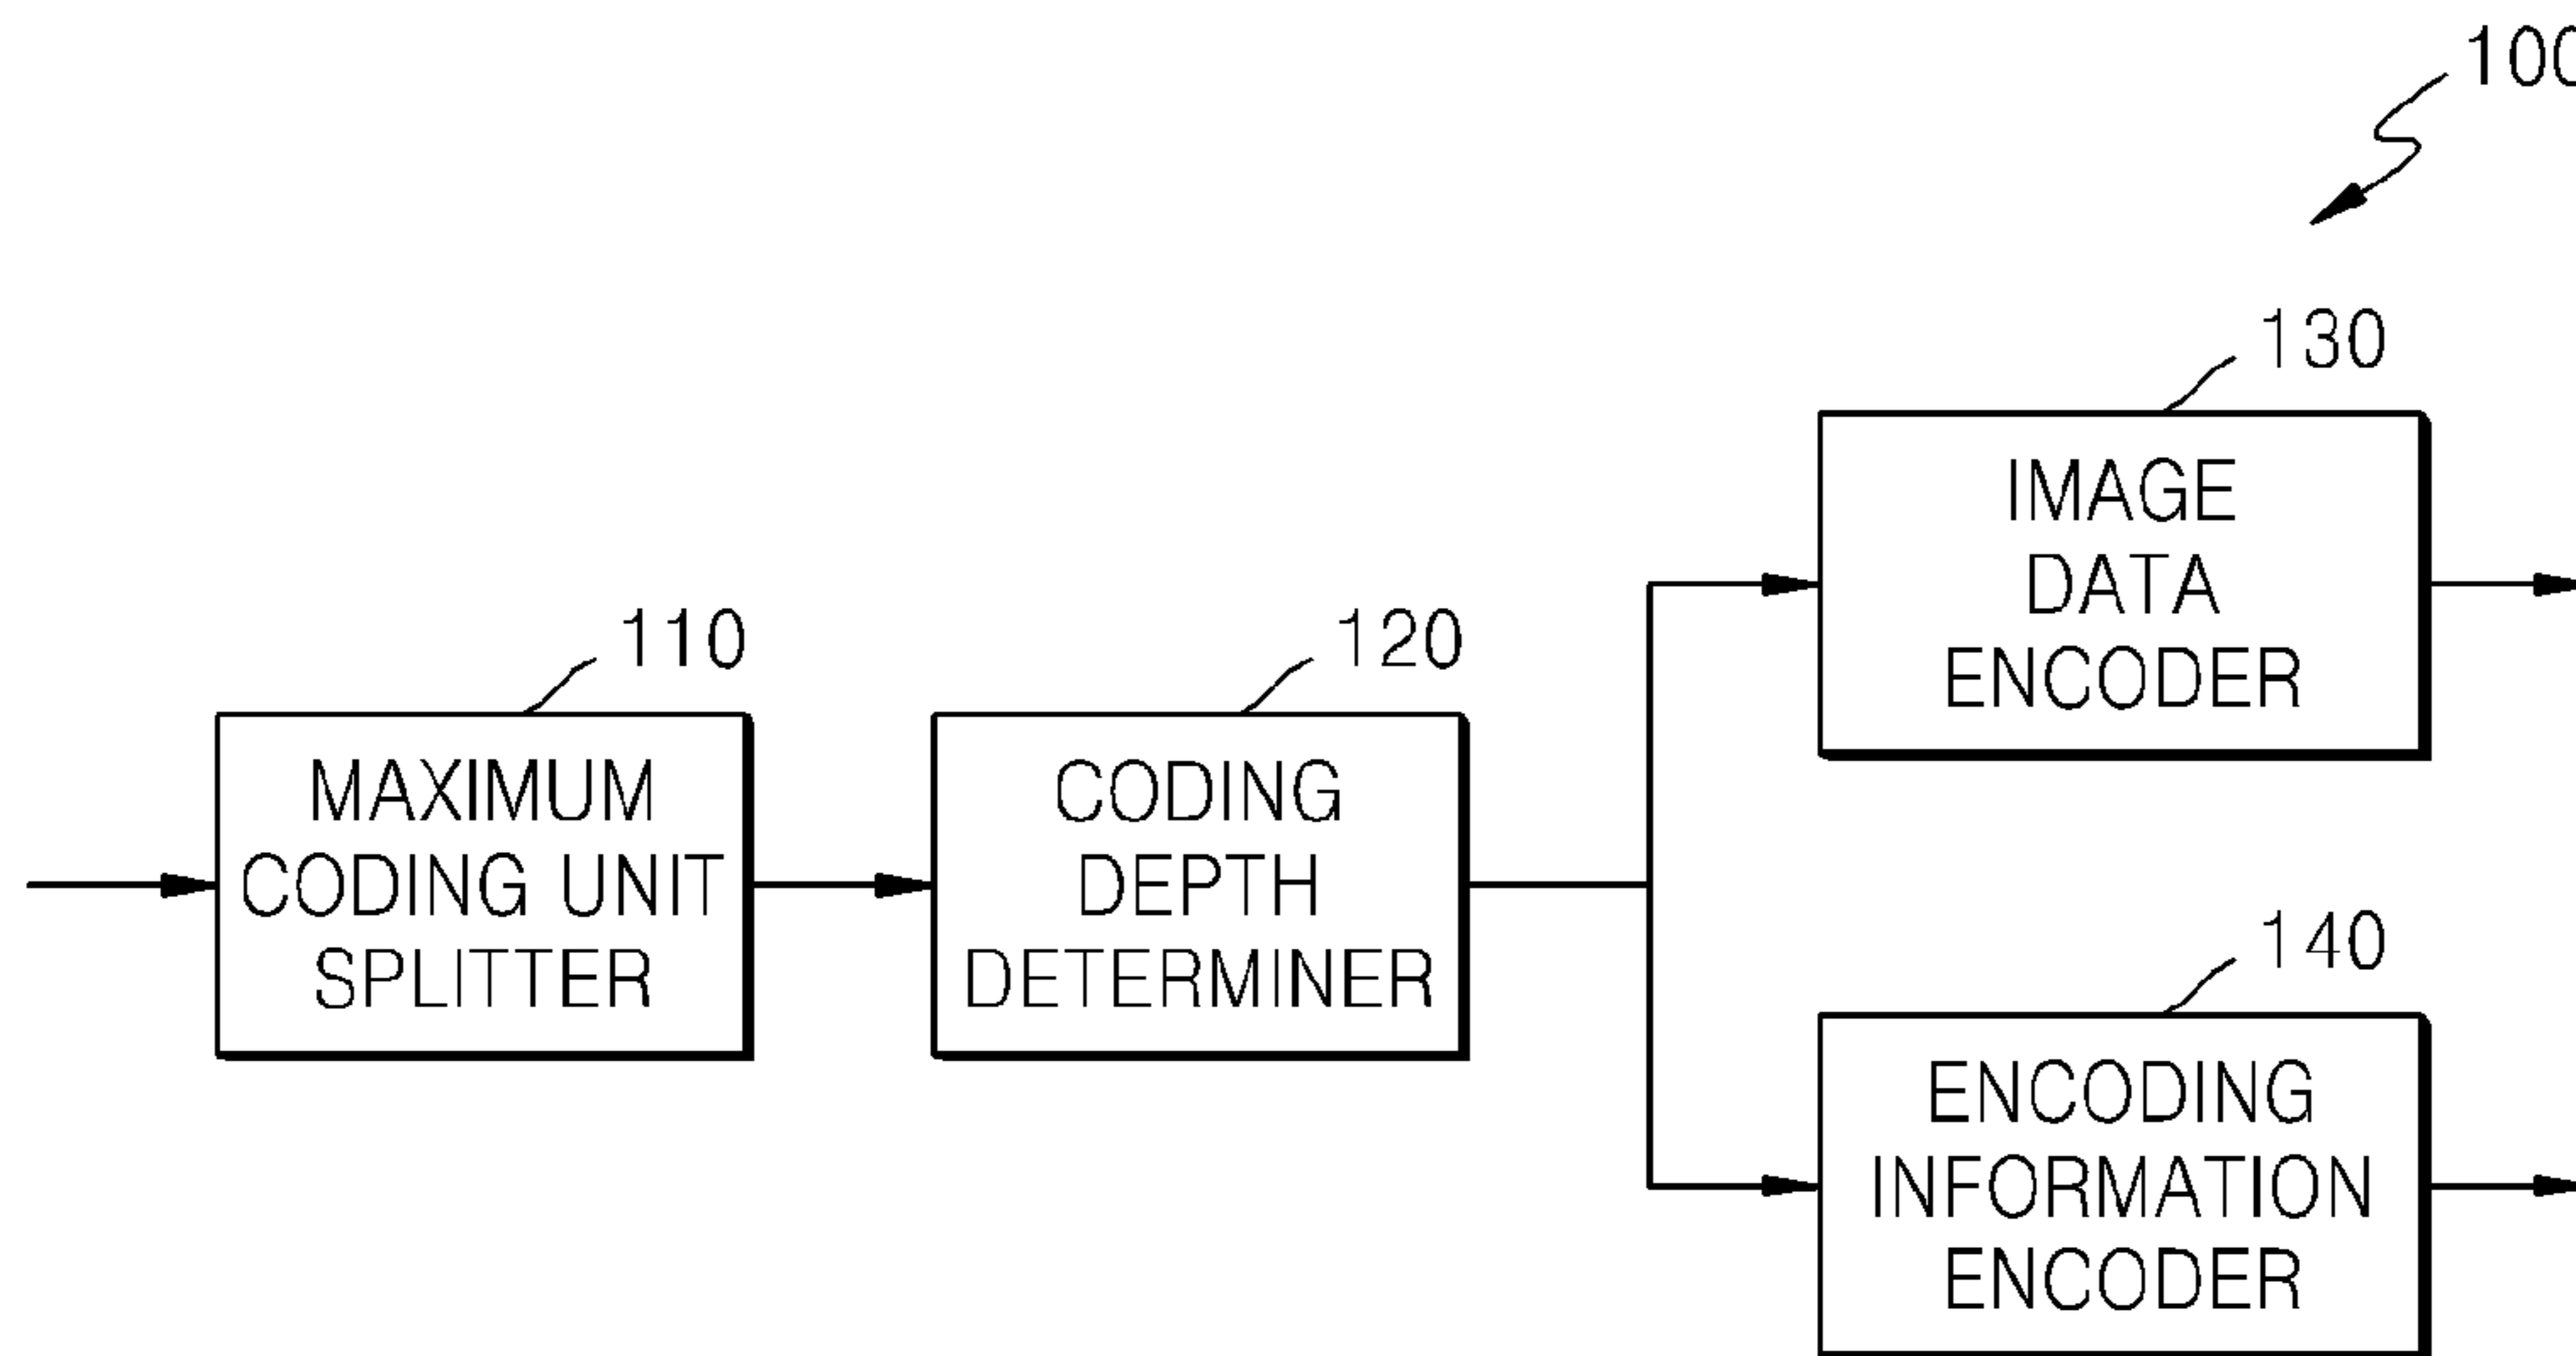 100
130
IMAGE
DATA
ENCODER
110
MAXIMUM
CODING UNIT
SPLITTER
120
CODING
DEPTH
DETERMINER
140
ENCODING
INFORMATION
ENCODER